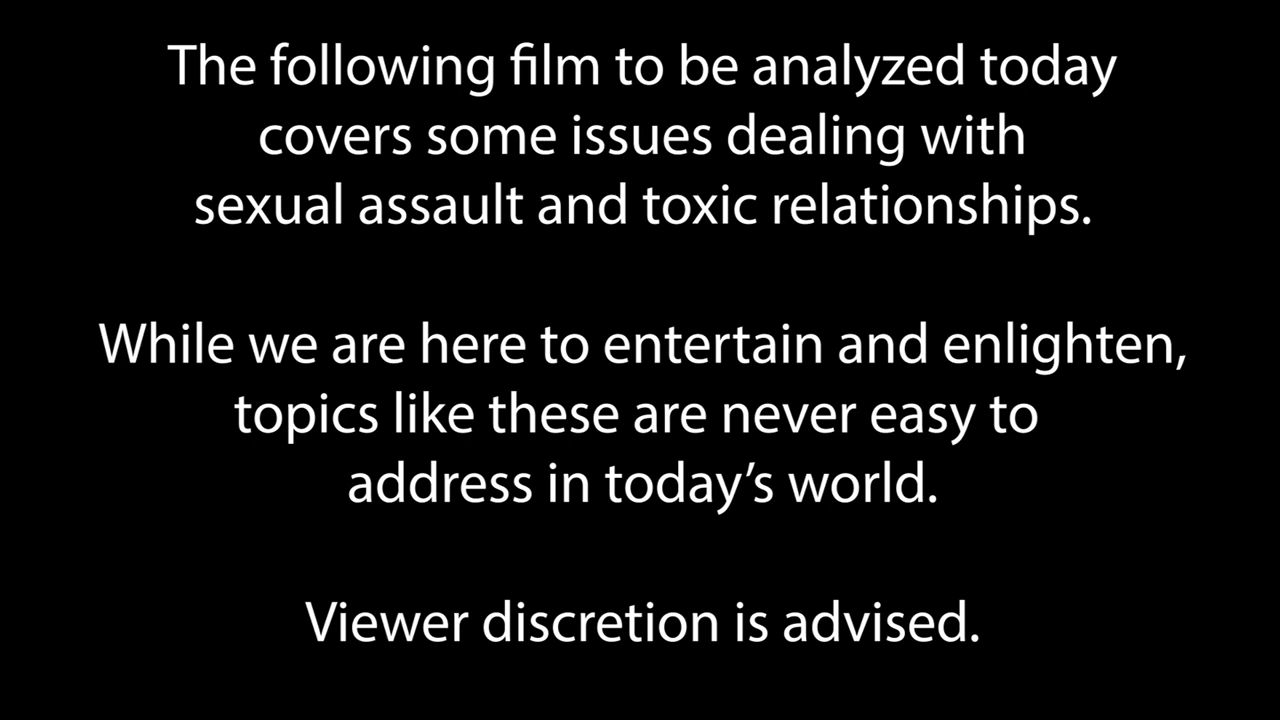 The following film to be analyzed today
covers some issues dealing with
sexual assault and toxic relationships.
While we are here to entertain and enlighten,
topics like these are never easy to
address in today’s world.
Viewer discretion is advised.